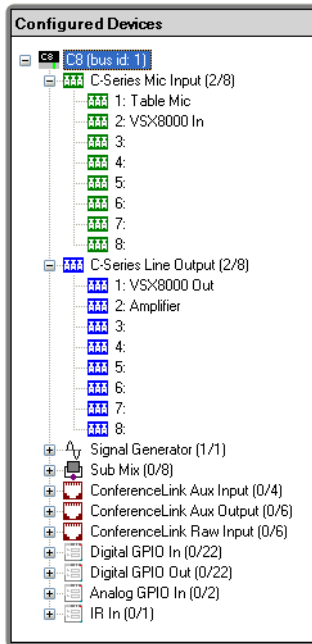 Configured Devices
C8 C8 (bus id: 1)
C-Series Mic Input (2/8)
1: Table Mic
2: VSX8000 In
3:
4:
5:
6:
7:
8:
C-Series Line Output (2/8)
1: VSX8000 Out
2: Amplifier
3:
4:
5:
6:
7:
8:
Signal Generator (1/1)
Sub Mix (0/8)
ConferenceLink Aux Input (0/4)
ConferenceLink Aux Output (0/6)
ConferenceLink Raw Input (0/6)
Digital GPIO In (0/22)
Digital GPIO Out (0/22)
Analog GPIO In (0/2)
IR In (0/1)